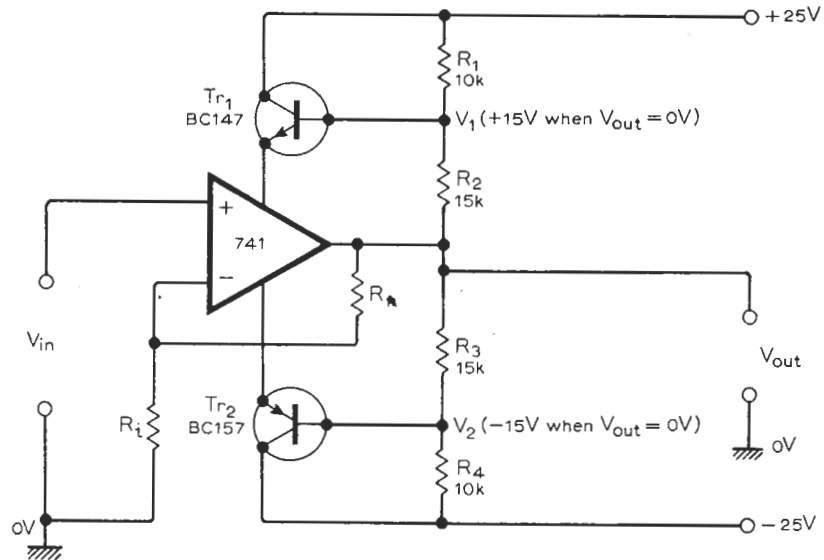 +25V
R1
10k
Tr1
BC147
V1 (+15V when Vout = 0V)
R2
15k
+
741
−
Vin
R3
15k
Vout
Tr2
BC157
V2 (−15V when Vout = 0V)
Ri
0V
R4
10k
0V
−25V